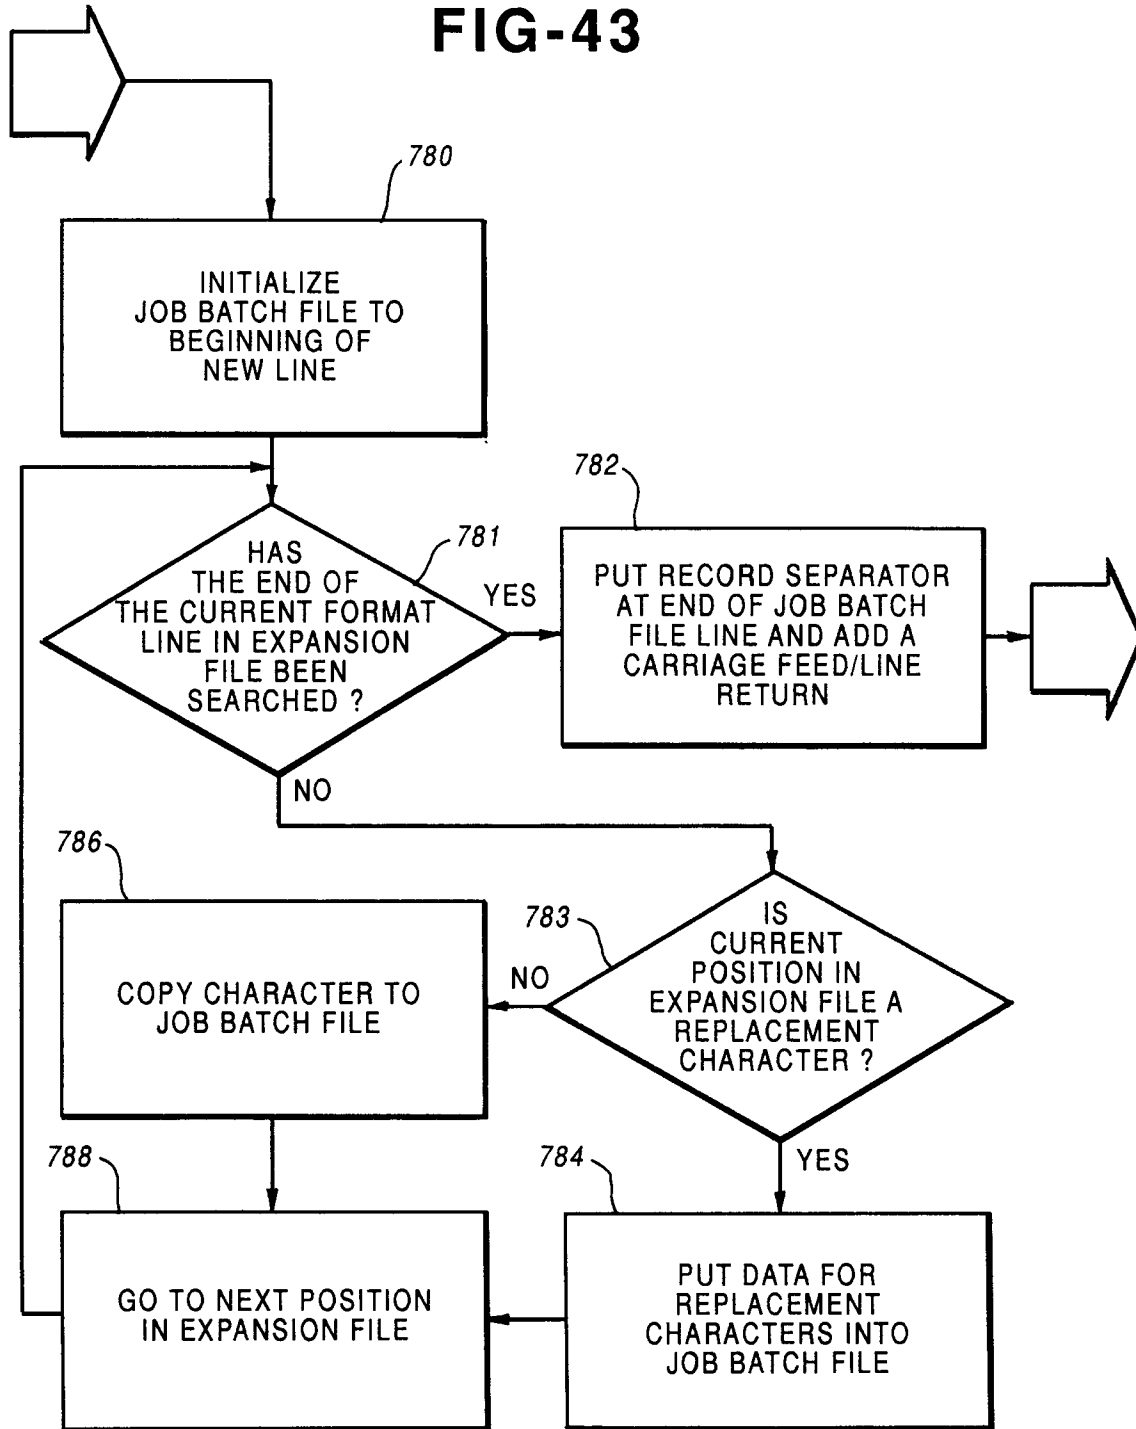 FIG-43
780
INITIALIZE
JOB BATCH FILE TO
BEGINNING OF
NEW LINE
781
HAS
THE END OF
THE CURRENT FORMAT
LINE IN EXPANSION
FILE BEEN
SEARCHED ?
YES
782
PUT RECORD SEPARATOR
AT END OF JOB BATCH
FILE LINE AND ADD A
CARRIAGE FEED/LINE
RETURN
NO
783
IS
CURRENT
POSITION IN
EXPANSION FILE A
REPLACEMENT
CHARACTER ?
NO
786
COPY CHARACTER TO
JOB BATCH FILE
YES
784
PUT DATA FOR
REPLACEMENT
CHARACTERS INTO
JOB BATCH FILE
788
GO TO NEXT POSITION
IN EXPANSION FILE